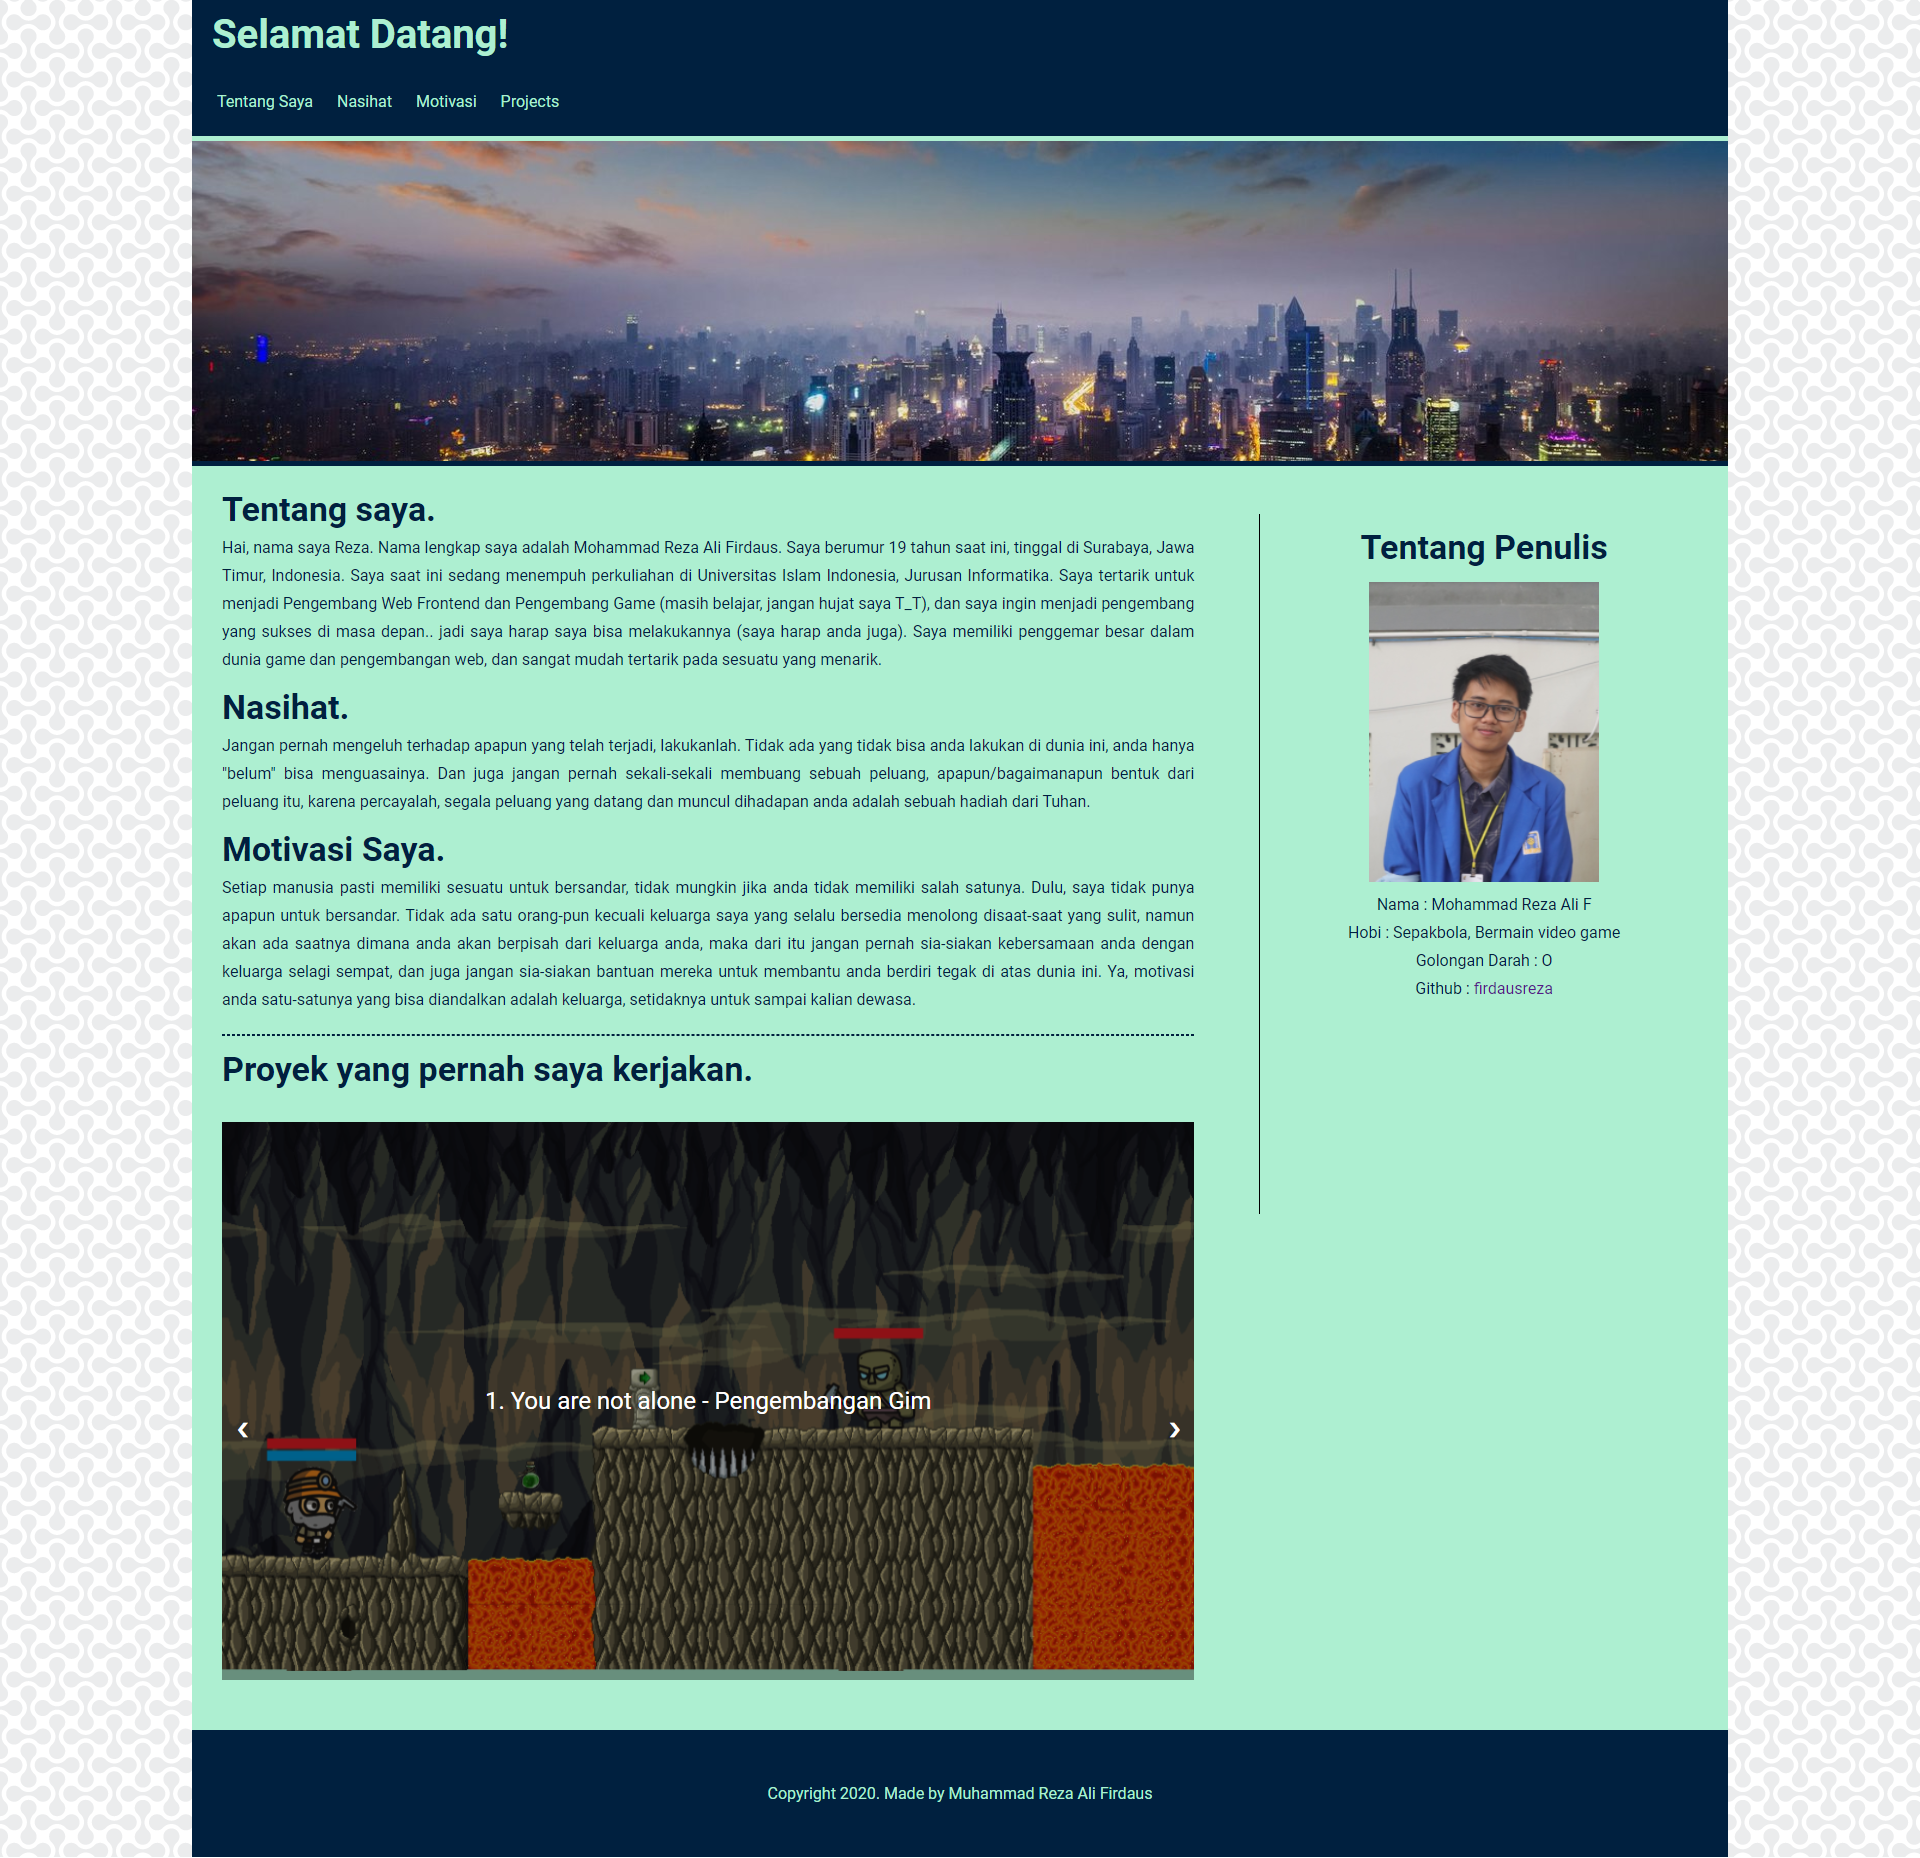 Selamat Datang!
Tentang Saya Nasihat Motivasi Projects
Tentang saya.
Hai, nama saya Reza. Nama lengkap saya adalah Mohammad Reza Ali Firdaus. Saya berumur 19 tahun saat ini, tinggal di Surabaya, Jawa
Timur, Indonesia. Saya saat ini sedang menempuh perkuliahan di Universitas Islam Indonesia, Jurusan Informatika. Saya tertarik untuk
menjadi Pengembang Web Frontend dan Pengembang Game (masih belajar, jangan hujat saya T_T), dan saya ingin menjadi pengembang
yang sukses di masa depan.. jadi saya harap saya bisa melakukannya (saya harap anda juga). Saya memiliki penggemar besar dalam
dunia game dan pengembangan web, dan sangat mudah tertarik pada sesuatu yang menarik.
Nasihat.
Jangan pernah mengeluh terhadap apapun yang telah terjadi, lakukanlah. Tidak ada yang tidak bisa anda lakukan di dunia ini, anda hanya
"belum" bisa menguasainya. Dan juga jangan pernah sekali-sekali membuang sebuah peluang, apapun/bagaimanapun bentuk dari
peluang itu, karena percayalah, segala peluang yang datang dan muncul dihadapan anda adalah sebuah hadiah dari Tuhan.
Motivasi Saya.
Setiap manusia pasti memiliki sesuatu untuk bersandar, tidak mungkin jika anda tidak memiliki salah satunya. Dulu, saya tidak punya
apapun untuk bersandar. Tidak ada satu orang-pun kecuali keluarga saya yang selalu bersedia menolong disaat-saat yang sulit, namun
akan ada saatnya dimana anda akan berpisah dari keluarga anda, maka dari itu jangan pernah sia-siakan kebersamaan anda dengan
keluarga selagi sempat, dan juga jangan sia-siakan bantuan mereka untuk membantu anda berdiri tegak di atas dunia ini. Ya, motivasi
anda satu-satunya yang bisa diandalkan adalah keluarga, setidaknya untuk sampai kalian dewasa.
Proyek yang pernah saya kerjakan.
1. You are not alone - Pengembangan Gim
❮
❯
Tentang Penulis
Nama : Mohammad Reza Ali F
Hobi : Sepakbola, Bermain video game
Golongan Darah : O
Github : firdausreza
Copyright 2020. Made by Muhammad Reza Ali Firdaus